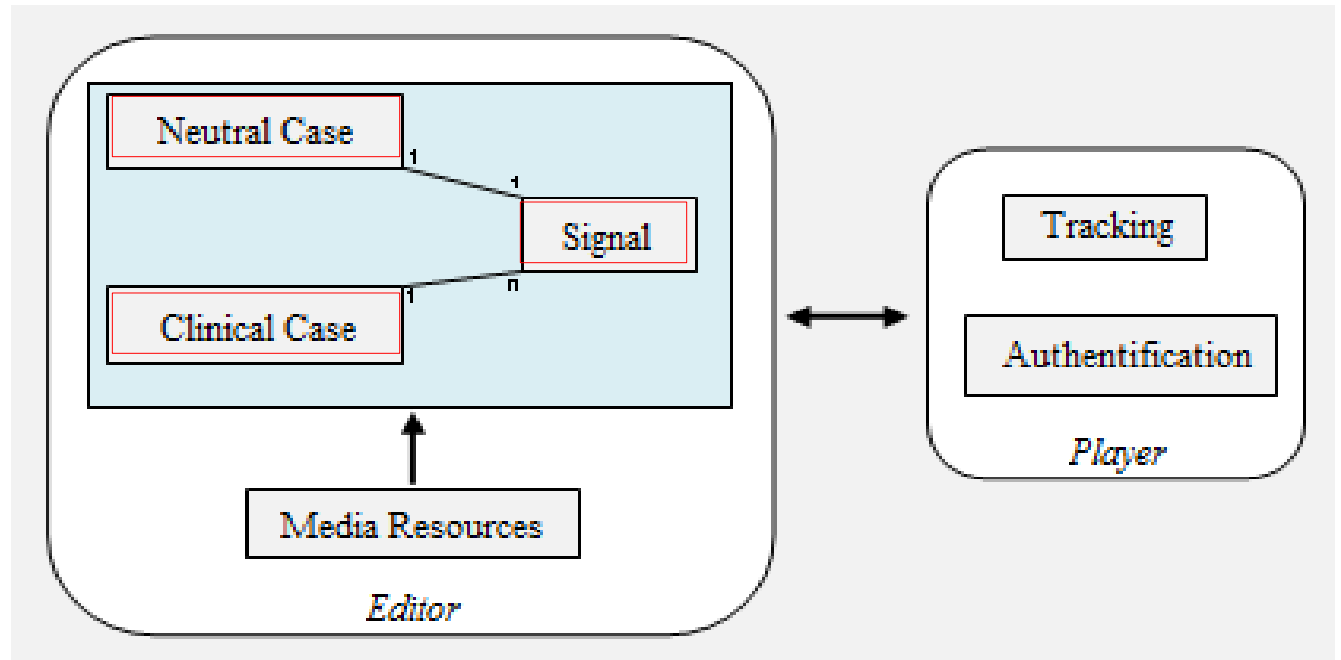 Neutral Case
1
1
Signal
n
1
Clinical Case
Media Resources
Editor
Tracking
Authentification
Player